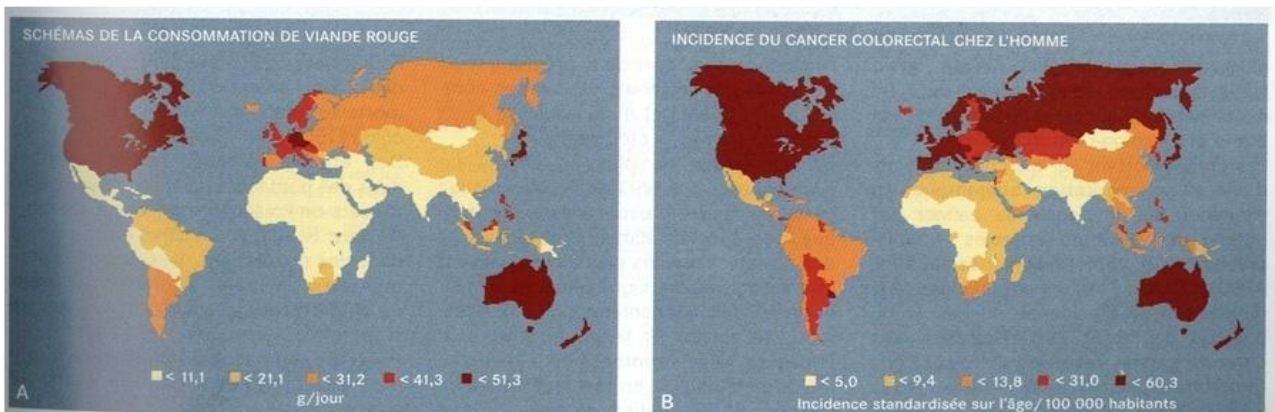 SCHÉMAS DE LA CONSOMMATION DE VIANDE ROUGE
< 11,1 < 21,1 < 31,2 < 41,3 < 51,3
g/jour
A
INCIDENCE DU CANCER COLORECTAL CHEZ L'HOMME
< 5,0 < 9,4 < 13,8 < 31,0 < 60,3
Incidence standardisée sur l'âge/100 000 habitants
B